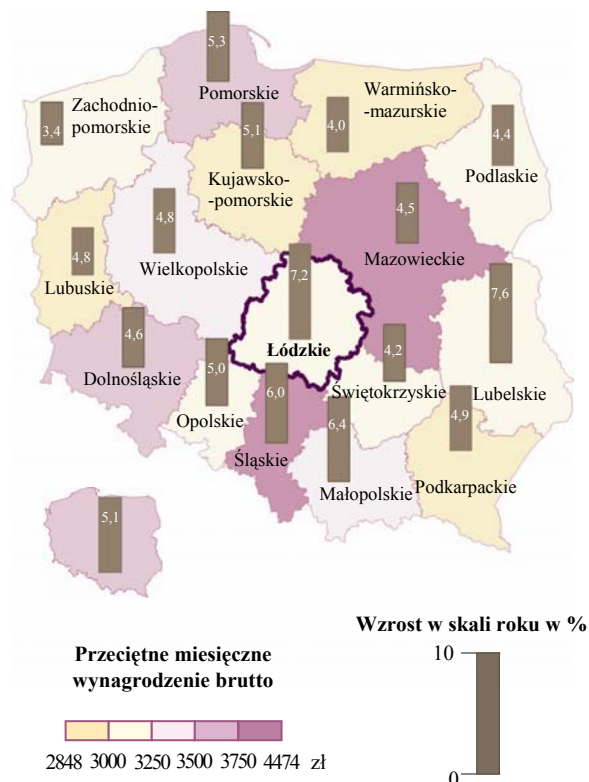 5,3
Pomorskie
Zachodnio-
pomorskie
3,4
Warmińsko-
-mazurskie
4,0
5,1
Kujawsko-
-pomorskie
4,4
Podlaskie
4,8
Wielkopolskie
4,5
Mazowieckie
4,8
Lubuskie
7,2
Łódzkie
7,6
Lubelskie
4,6
Dolnośląskie
5,0
Opolskie
6,0
Śląskie
4,2
Świętokrzyskie
6,4
Małopolskie
4,9
Podkarpackie
5,1
Przeciętne miesięczne
wynagrodzenie brutto
2848 3000 3250 3500 3750 4474 zł
Wzrost w skali roku w %
10
0